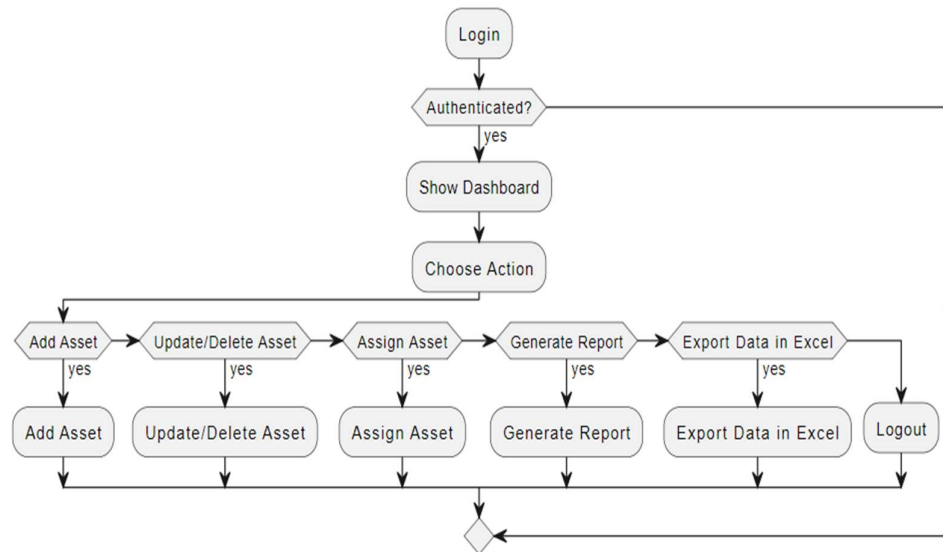 Login
Authenticated?
yes
Show Dashboard
Choose Action
Add Asset
Update/Delete Asset
Assign Asset
Generate Report
Export Data in Excel
yes
yes
yes
yes
yes
Add Asset
Update/Delete Asset
Assign Asset
Generate Report
Export Data in Excel
Logout